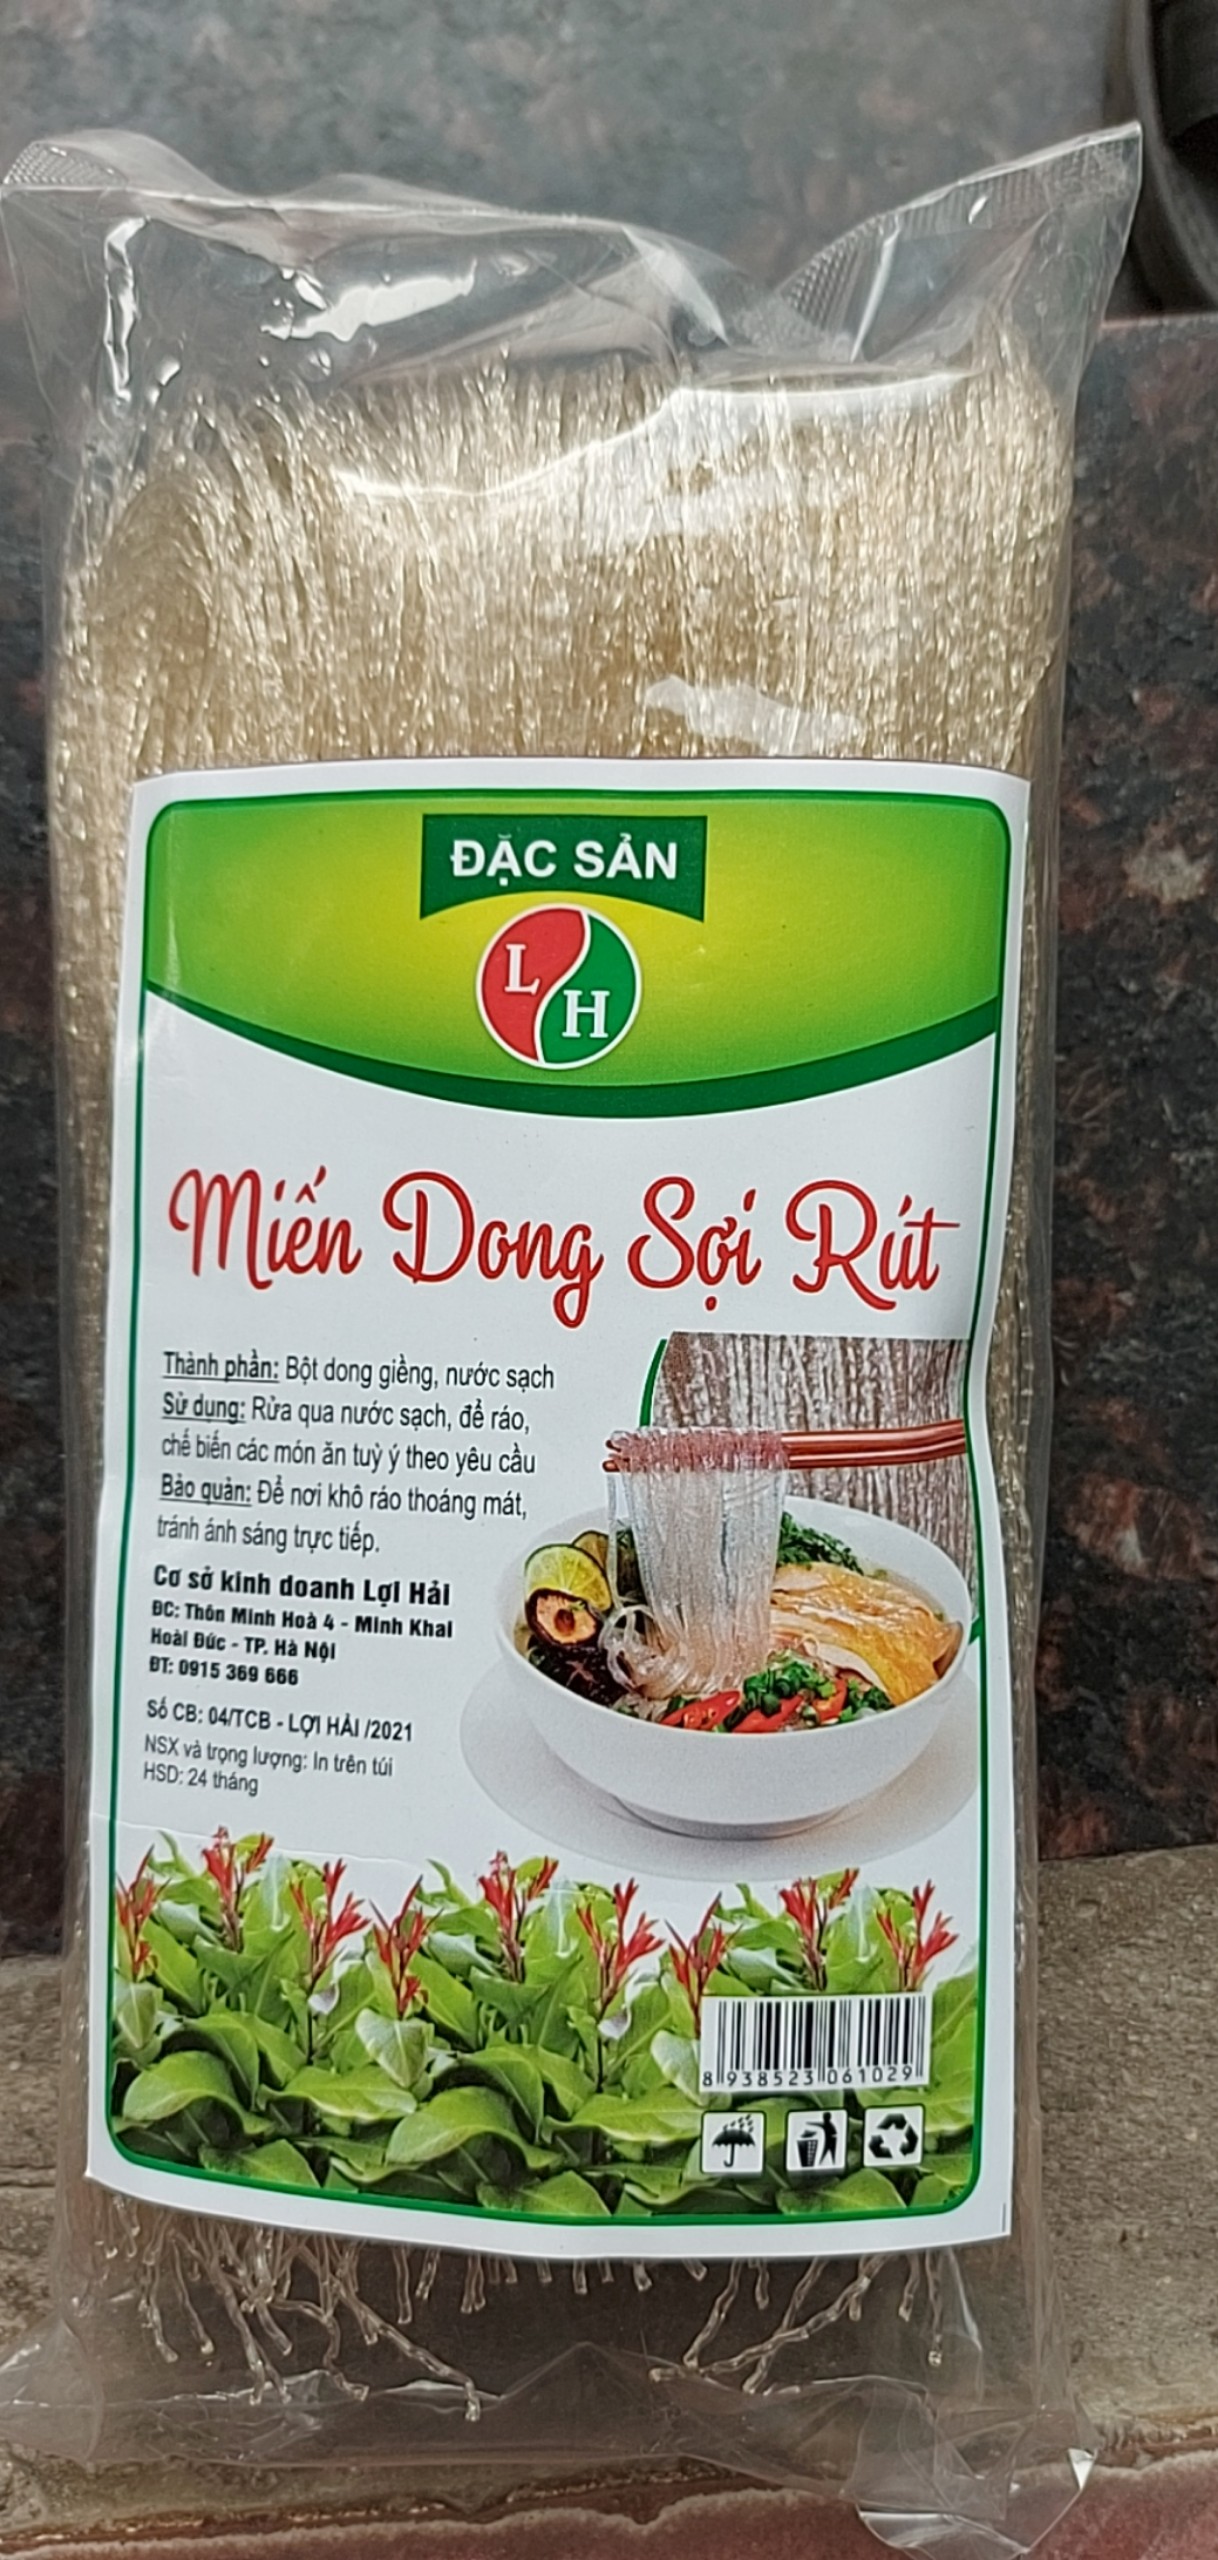 ĐẶC SẢN
L H
Miến Dong Sợi Rút
Thành phần: Bột dong giềng, nước sạch
Sử dụng: Rửa qua nước sạch, để ráo,
chế biến các món ăn tuỳ ý theo yêu cầu
Bảo quản: Để nơi khô ráo thoáng mát,
tránh ánh sáng trực tiếp.
Cơ sở kinh doanh Lợi Hải
ĐC: Thôn Minh Hoà 4 - Minh Khai
Hoài Đức - TP. Hà Nội
ĐT: 0915 369 666
Số CB: 04/TCB - LỢI HẢI /2021
NSX và trọng lượng: In trên túi
HSD: 24 tháng
8 938523 061029